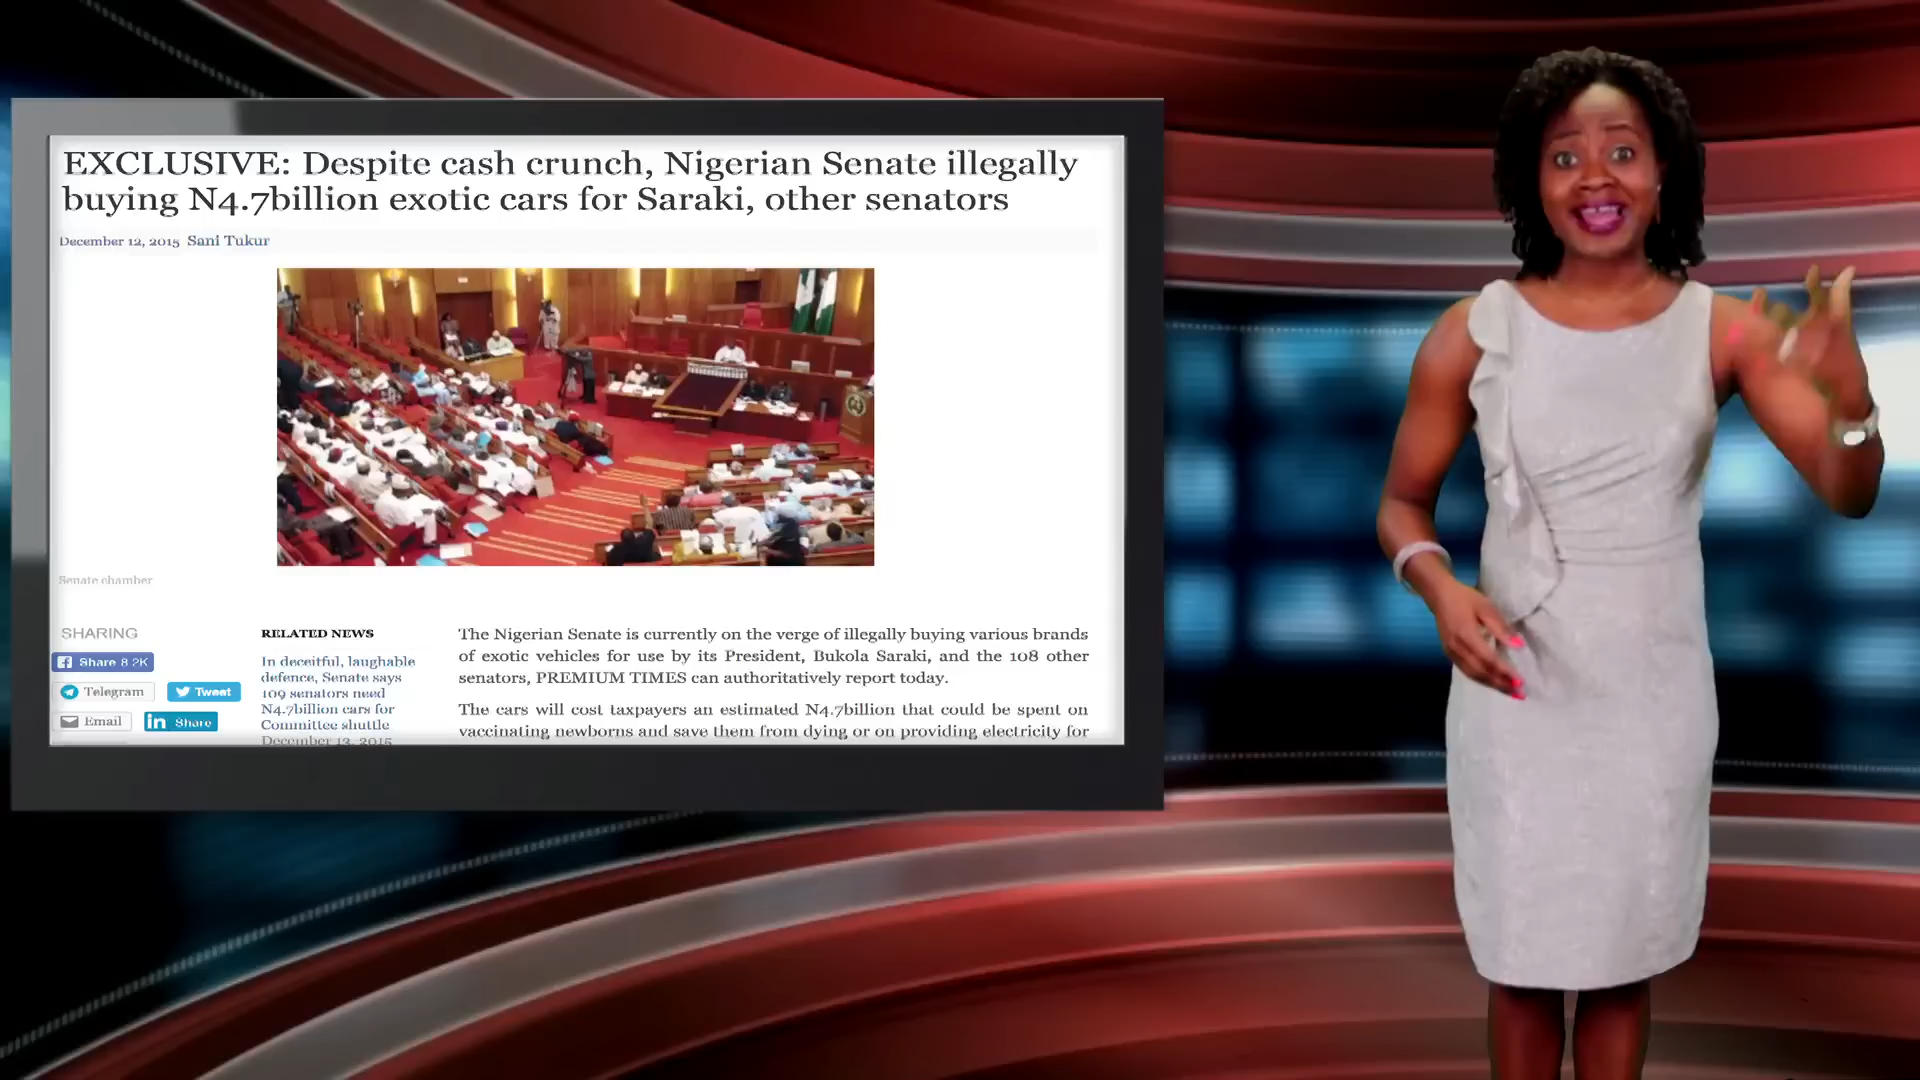 EXCLUSIVE: Despite cash crunch, Nigerian Senate illegally
buying N4.7billion exotic cars for Saraki, other senators
December 12, 2015 Sani Tukur
Senate chamber
SHARING
Share 8.2K
Telegram
Tweet
Email
Share
RELATED NEWS
In deceitful, laughable
defence, Senate says
109 senators need
N4.7billion cars for
Committee shuttle
December 13, 2015
The Nigerian Senate is currently on the verge of illegally buying various brands
of exotic vehicles for use by its President, Bukola Saraki, and the 108 other
senators, PREMIUM TIMES can authoritatively report today.
The cars will cost taxpayers an estimated N4.7billion that could be spent on
vaccinating newborns and save them from dying or on providing electricity for